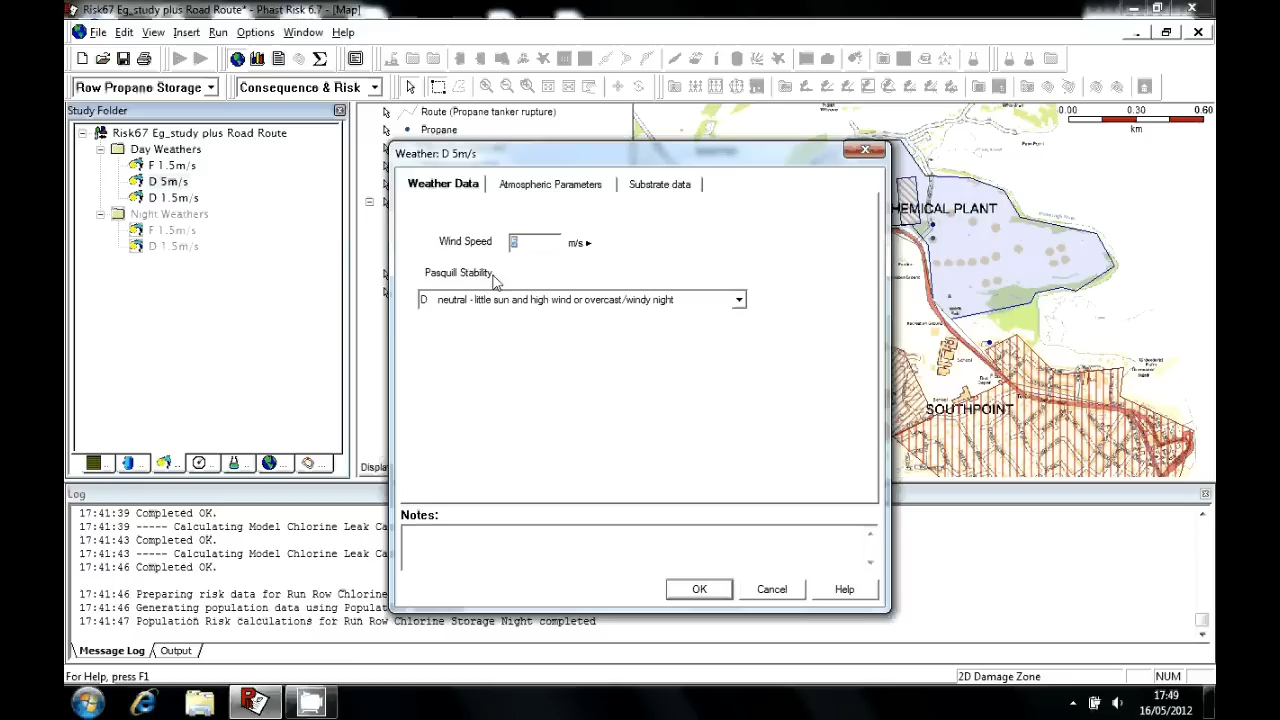 Risk67 Eg_study plus Road Route* - Phast Risk 6.7 - [Map]
File Edit View Insert Run Options Window Help
Row Propane Storage Consequence & Risk
Study Folder
Risk67 Eg_study plus Road Route
Day Weathers
F 1.5m/s
D 5m/s
D 1.5m/s
Night Weathers
F 1.5m/s
D 1.5m/s
Route (Propane tanker rupture)
Propane
0.00 0.30 0.60
km
Weather: D 5m/s
Weather Data Atmospheric Parameters Substrate data
Wind Speed m/s
Pasquill Stability
D neutral - little sun and high wind or overcast/windy night
Notes:
OK Cancel Help
HEMICAL PLANT
School
SOUTHPOINT
Displa
Log
17:41:39 Completed OK.
17:41:39 ----- Calculating Model Chlorine Leak Ca
17:41:43 Completed OK.
17:41:43 ----- Calculating Model Chlorine Leak Ca
17:41:46 Completed OK.
17:41:46 Preparing risk data for Run Row Chlorine
17:41:46 Generating population data using Populat
17:41:47 Population Risk calculations for Run Row Chlorine Storage Night completed
Message Log Output
For Help, press F1
2D Damage Zone
NUM
17:49
16/05/2012